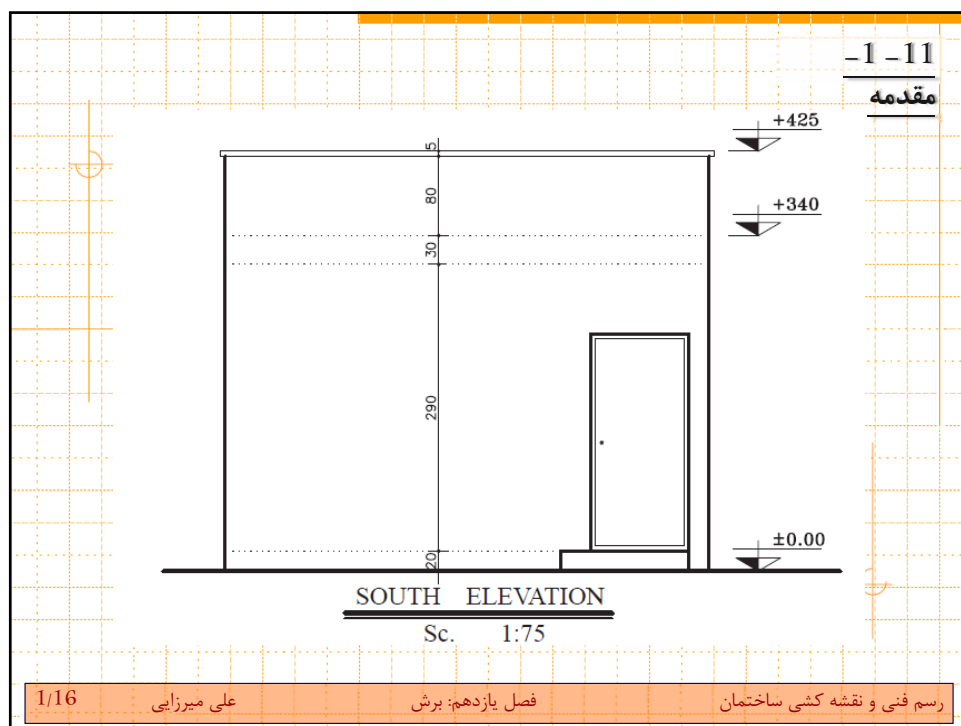 11- 1-
مقدمه
+425
5
80
+340
30
290
±0.00
20
SOUTH ELEVATION
Sc. 1:75
رسم فنی و نقشه کشی ساختمان
فصل یازدهم: برش
علی میرزایی
1/16